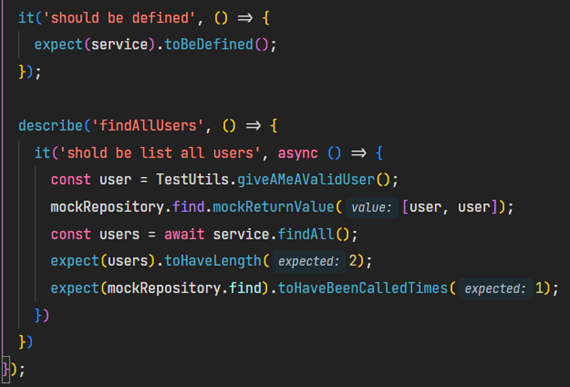 it('should be defined', () => {
expect(service).toBeDefined();
});
describe('findAllUsers', () => {
it('shold be list all users', async () => {
const user = TestUtils.giveAMeAValidUser();
mockRepository.find.mockReturnValue( value: [user, user]);
const users = await service.findAll();
expect(users).toHaveLength( expected: 2);
expect(mockRepository.find).toHaveBeenCalledTimes( expected: 1);
})
})
});